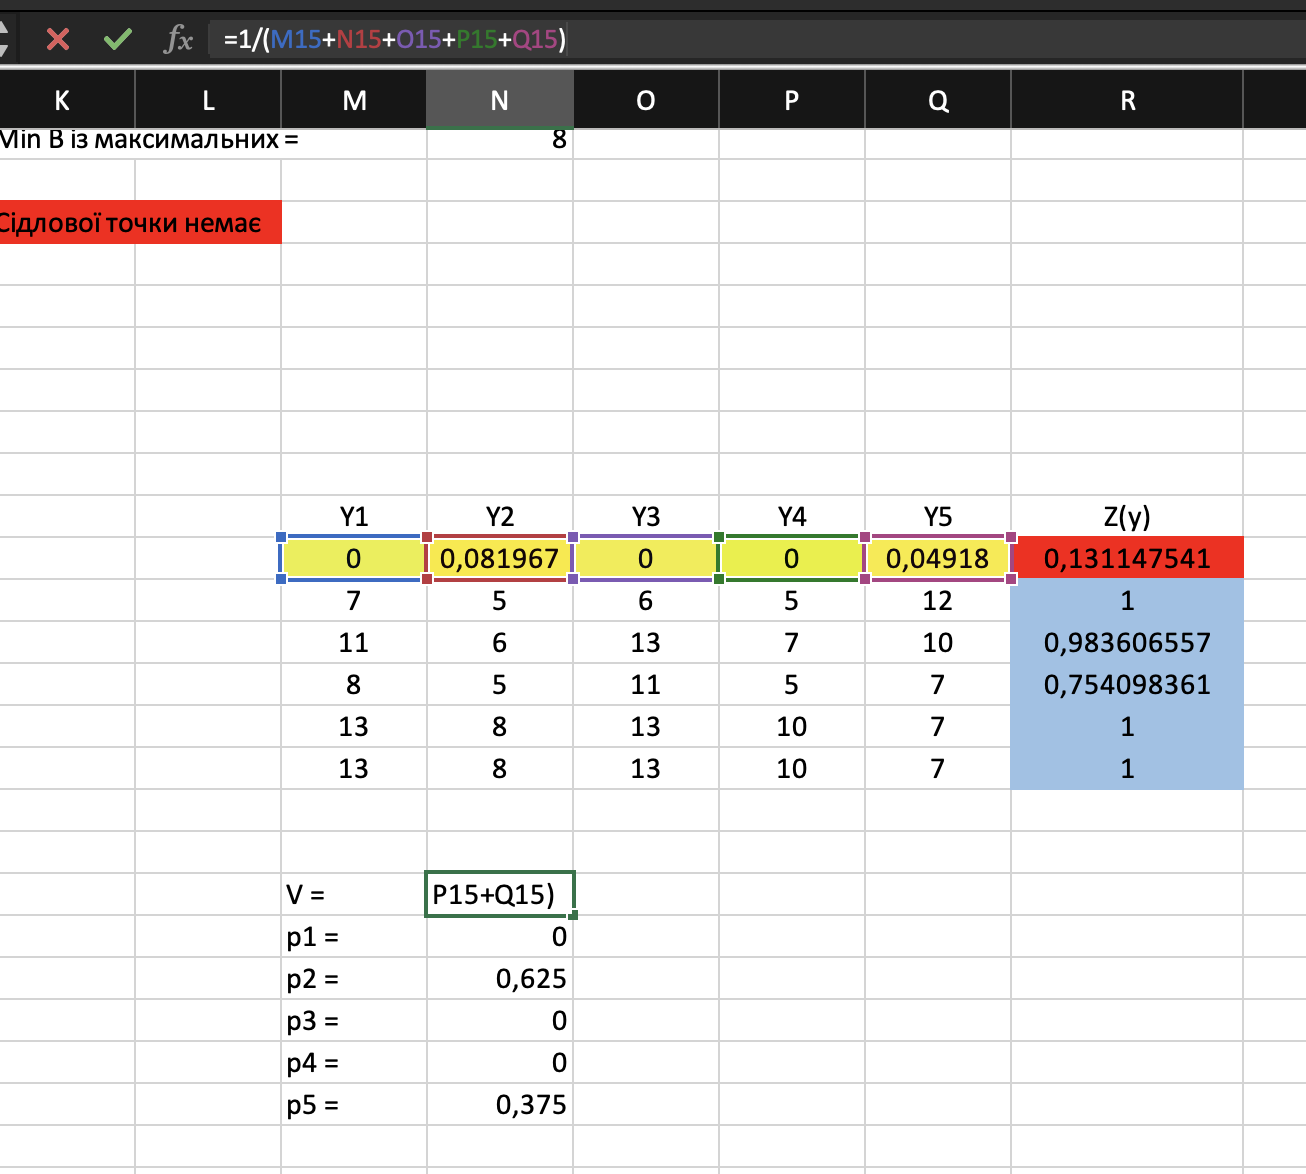 fx =1/(M15+N15+O15+P15+Q15)
K L M N O P Q R
Min В із максимальних = 8
Сідлової точки немає
Y1 Y2 Y3 Y4 Y5 Z(y)
0 0,081967 0 0 0,04918 0,131147541
7 5 6 5 12 1
11 6 13 7 10 0,983606557
8 5 11 5 7 0,754098361
13 8 13 10 7 1
13 8 13 10 7 1
V = P15+Q15)
p1 = 0
p2 = 0,625
p3 = 0
p4 = 0
p5 = 0,375